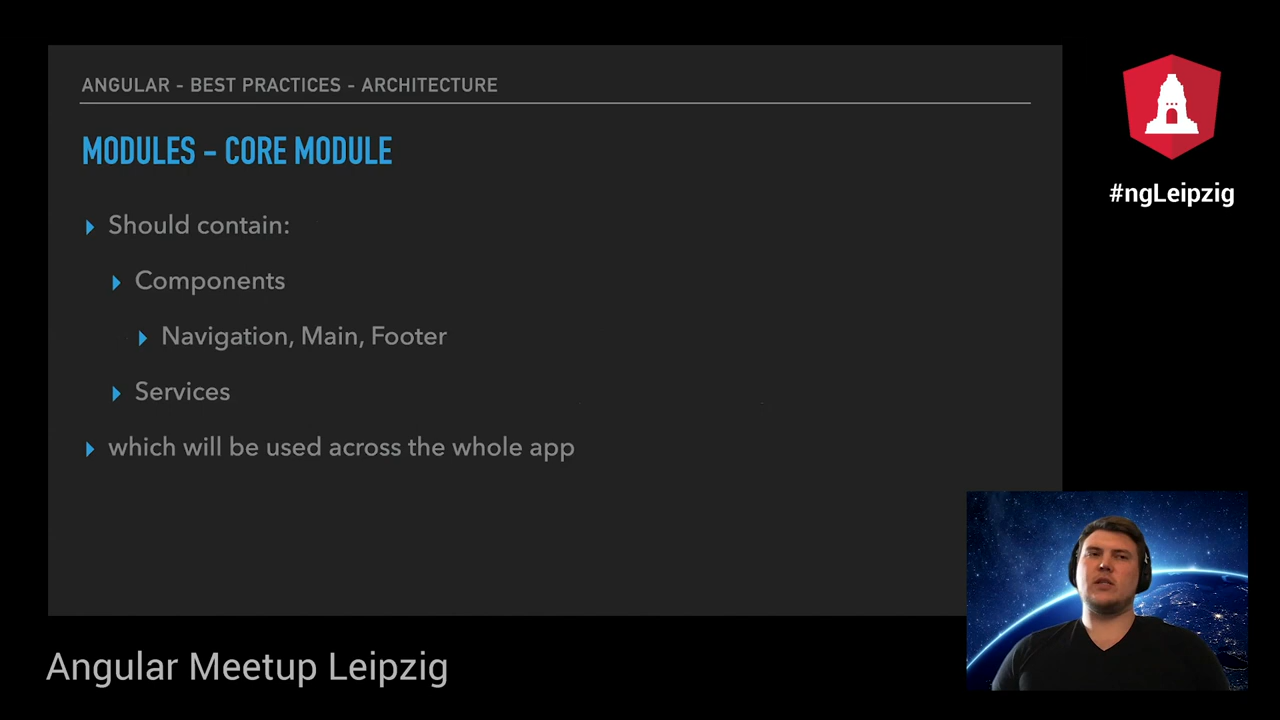 ANGULAR - BEST PRACTICES - ARCHITECTURE
MODULES - CORE MODULE
Should contain:
Components
Navigation, Main, Footer
Services
which will be used across the whole app
#ngLeipzig
Angular Meetup Leipzig